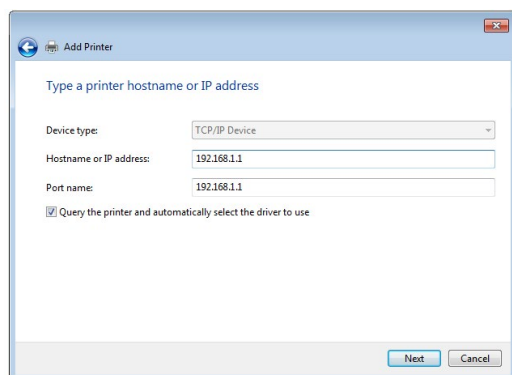 Add Printer
Type a printer hostname or IP address
Device type: TCP/IP Device
Hostname or IP address: 192.168.1.1
Port name: 192.168.1.1
Query the printer and automatically select the driver to use
Next Cancel